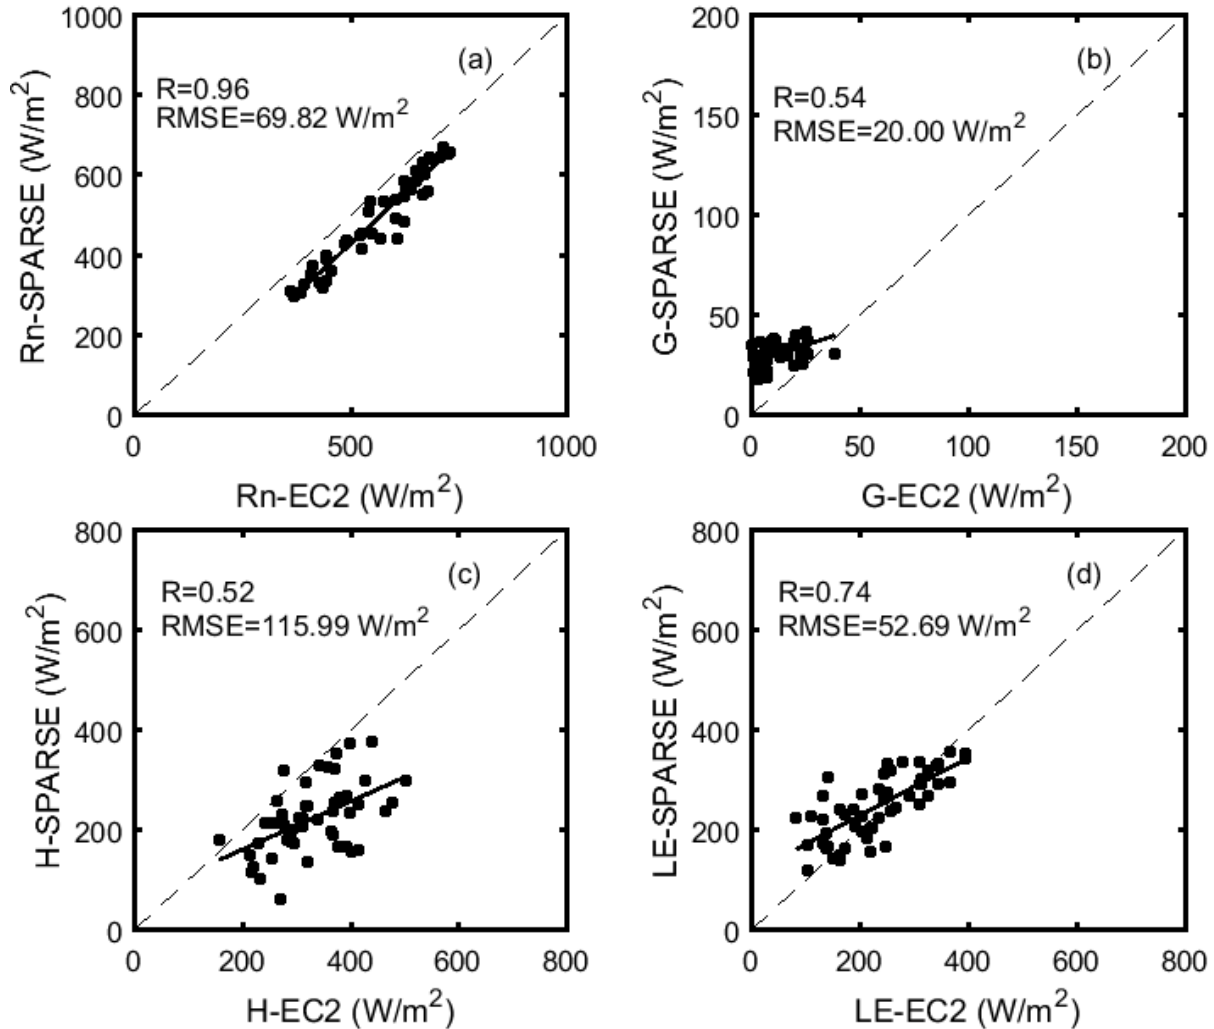 1000
800
600
400
200
0
Rn-SPARSE (W/m²)
(a)
R=0.96
RMSE=69.82 W/m²
0 500 1000
Rn-EC2 (W/m²)
200
150
100
50
0
G-SPARSE (W/m²)
(b)
R=0.54
RMSE=20.00 W/m²
0 50 100 150 200
G-EC2 (W/m²)
800
600
400
200
0
H-SPARSE (W/m²)
(c)
R=0.52
RMSE=115.99 W/m²
0 200 400 600 800
H-EC2 (W/m²)
800
600
400
200
0
LE-SPARSE (W/m²)
(d)
R=0.74
RMSE=52.69 W/m²
0 200 400 600 800
LE-EC2 (W/m²)